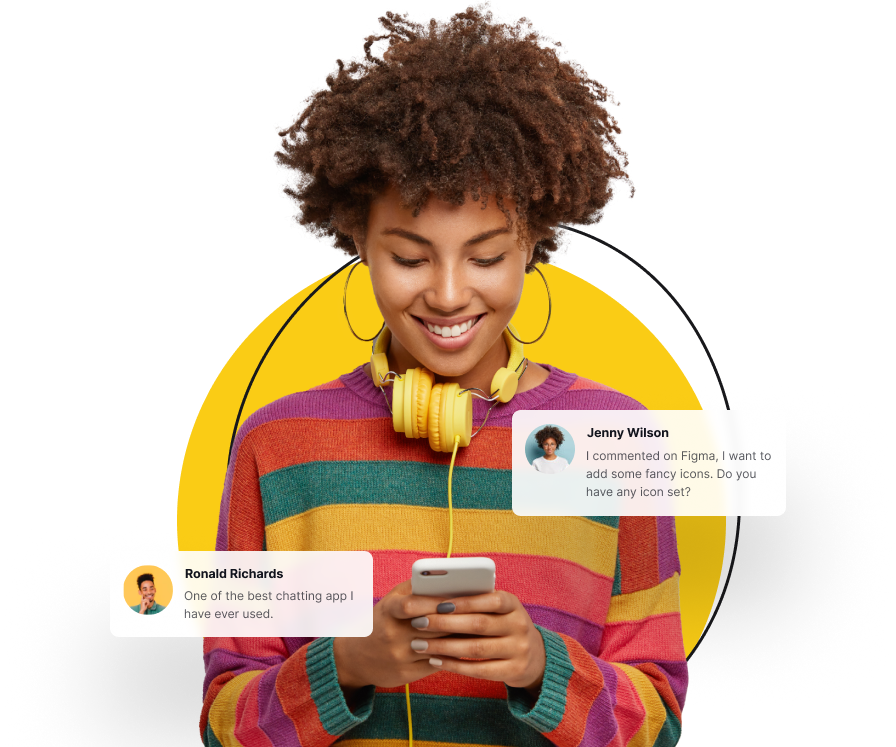 Jenny Wilson
I commented on Figma, I want to
add some fancy icons. Do you
have any icon set?
Ronald Richards
One of the best chatting app I
have ever used.